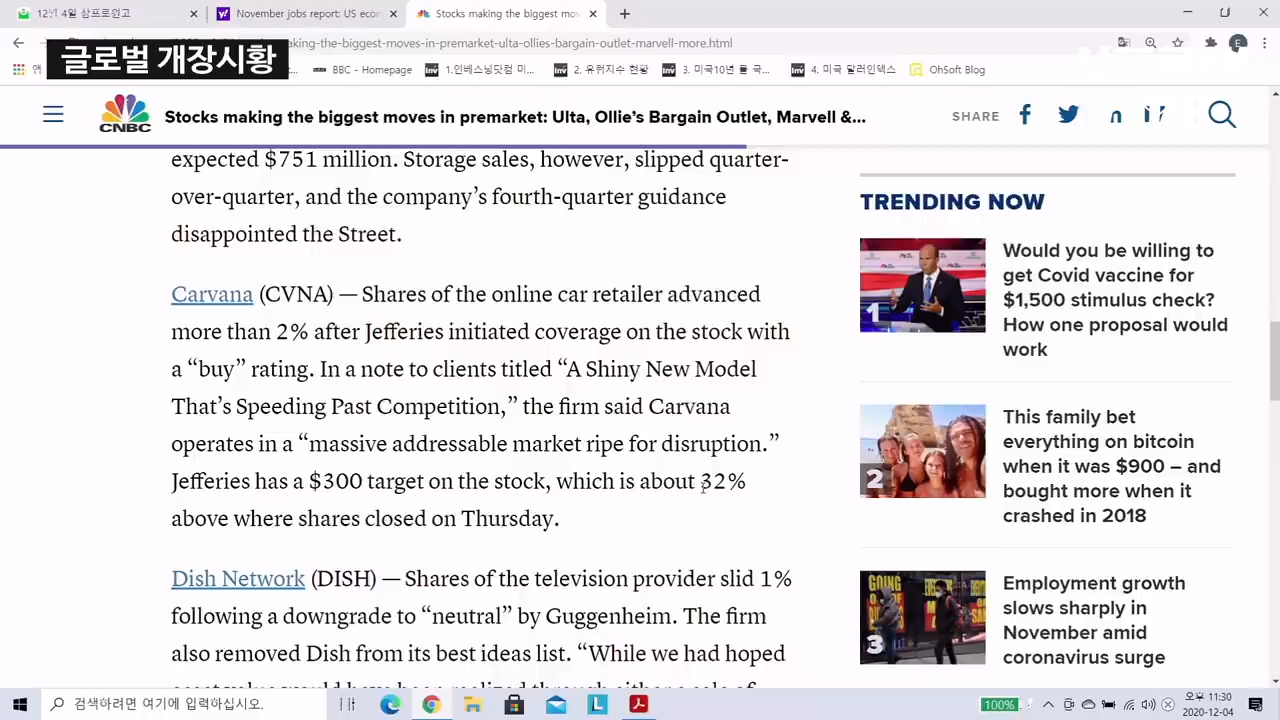 12월 4일 삼프로인고
November jobs report: US econ
Stocks making the biggest mov
글로벌 개장시황
aking-the-biggest-moves-in-premarket-ulta-ollies-bargain-outlet-marvell-more.html
BBC - Homepage
1.인베스닝닷컴 미...
2. 유럽지수 현황
3. 미국10년 물 국...
4. 미국 달러인덱스
OhSoft Blog
CNBC
Stocks making the biggest moves in premarket: Ulta, Ollie's Bargain Outlet, Marvell &...
SHARE
expected $751 million. Storage sales, however, slipped quarter-
over-quarter, and the company's fourth-quarter guidance
disappointed the Street.
Carvana (CVNA) — Shares of the online car retailer advanced
more than 2% after Jefferies initiated coverage on the stock with
a “buy” rating. In a note to clients titled “A Shiny New Model
That’s Speeding Past Competition,” the firm said Carvana
operates in a “massive addressable market ripe for disruption.”
Jefferies has a $300 target on the stock, which is about 32%
above where shares closed on Thursday.
Dish Network (DISH) — Shares of the television provider slid 1%
following a downgrade to “neutral” by Guggenheim. The firm
also removed Dish from its best ideas list. “While we had hoped
TRENDING NOW
1
Would you be willing to
get Covid vaccine for
$1,500 stimulus check?
How one proposal would
work
2
This family bet
everything on bitcoin
when it was $900 – and
bought more when it
crashed in 2018
3
Employment growth
slows sharply in
November amid
coronavirus surge
검색하려면 여기에 입력하십시오.
100%
오후 11:30
2020-12-04